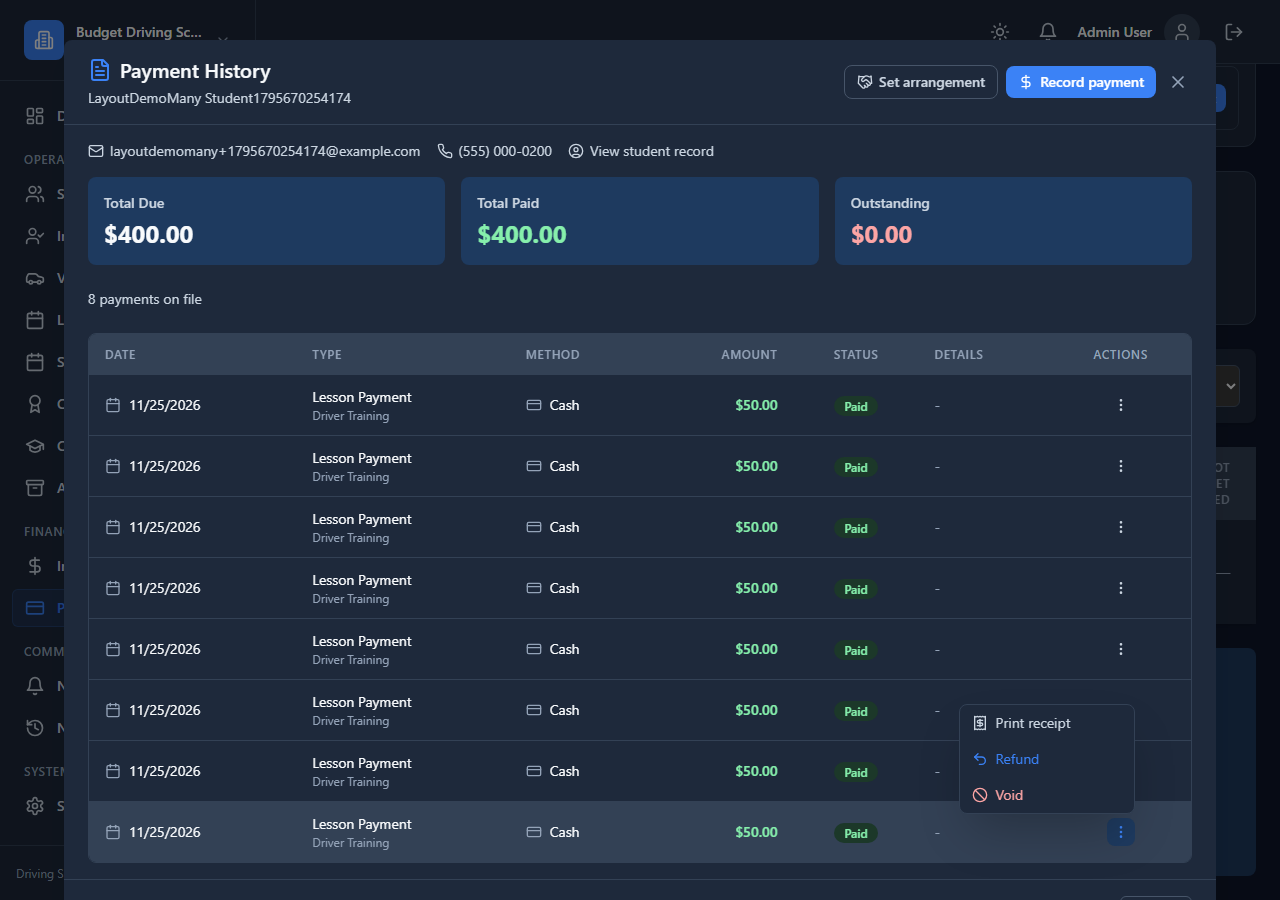 Budget Driving Sc...
Admin User
Payment History
LayoutDemoMany Student1795670254174
Set arrangement
$ Record payment
layoutdemomany+1795670254174@example.com (555) 000-0200 View student record
Total Due
$400.00
Total Paid
$400.00
Outstanding
$0.00
8 payments on file
DATE TYPE METHOD AMOUNT STATUS DETAILS ACTIONS
11/25/2026 Lesson Payment Cash $50.00 Paid -
Driver Training
11/25/2026 Lesson Payment Cash $50.00 Paid -
Driver Training
11/25/2026 Lesson Payment Cash $50.00 Paid -
Driver Training
11/25/2026 Lesson Payment Cash $50.00 Paid -
Driver Training
11/25/2026 Lesson Payment Cash $50.00 Paid -
Driver Training
11/25/2026 Lesson Payment Cash $50.00 Paid -
Driver Training
11/25/2026 Lesson Payment Cash $50.00 Paid -
Driver Training
11/25/2026 Lesson Payment Cash $50.00 Paid -
Driver Training
Print receipt
Refund
Void